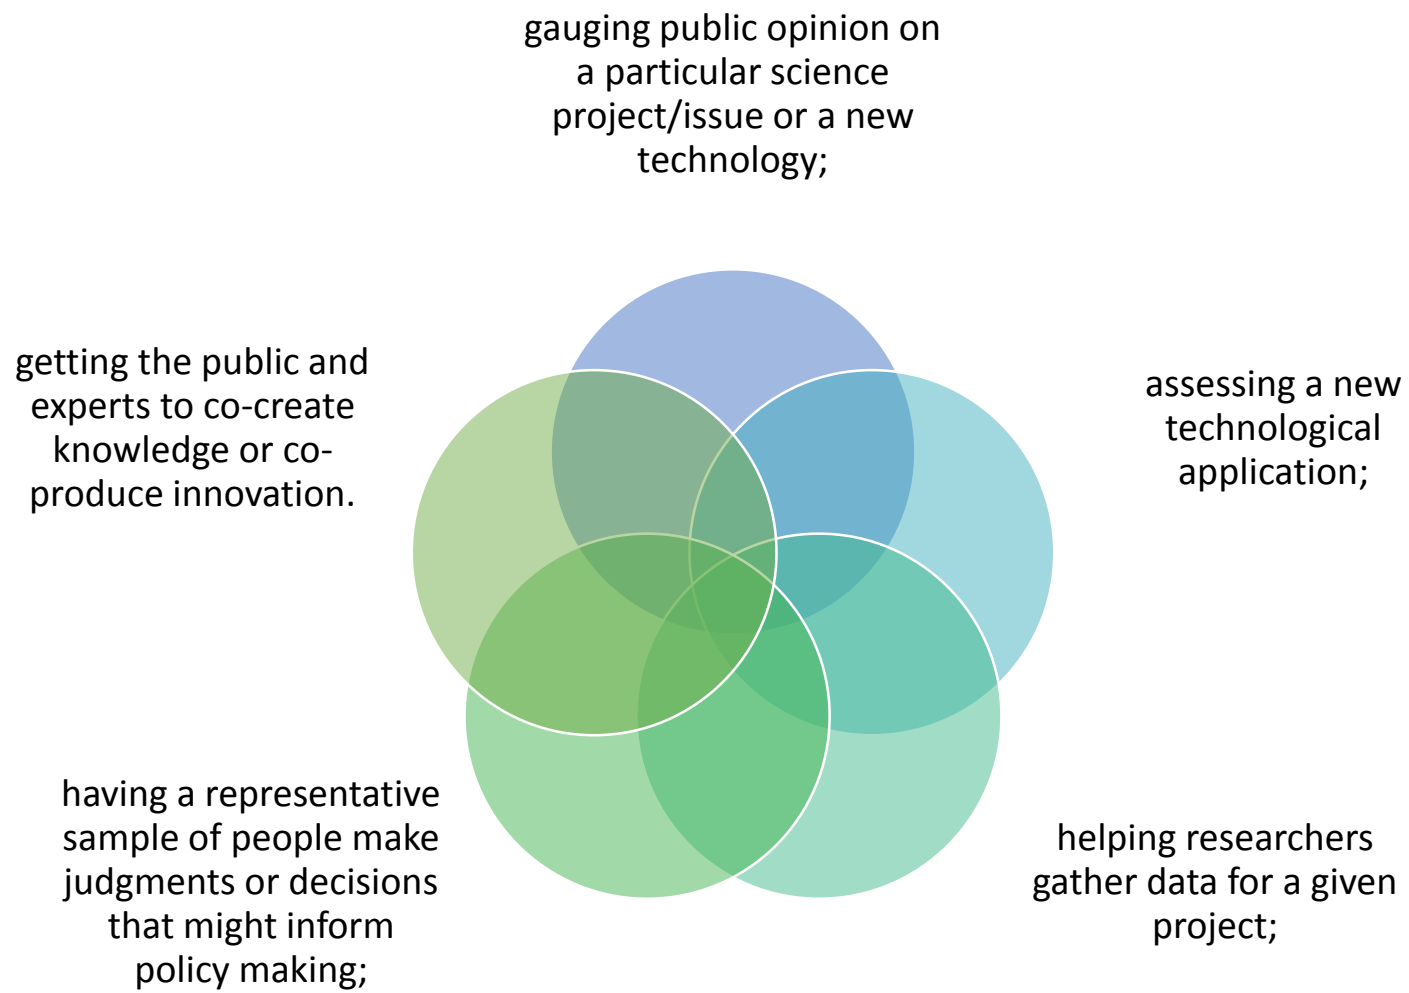 gauging public opinion on
a particular science
project/issue or a new
technology;
assessing a new
technological
application;
helping researchers
gather data for a given
project;
having a representative
sample of people make
judgments or decisions
that might inform
policy making;
getting the public and
experts to co-create
knowledge or co-
produce innovation.